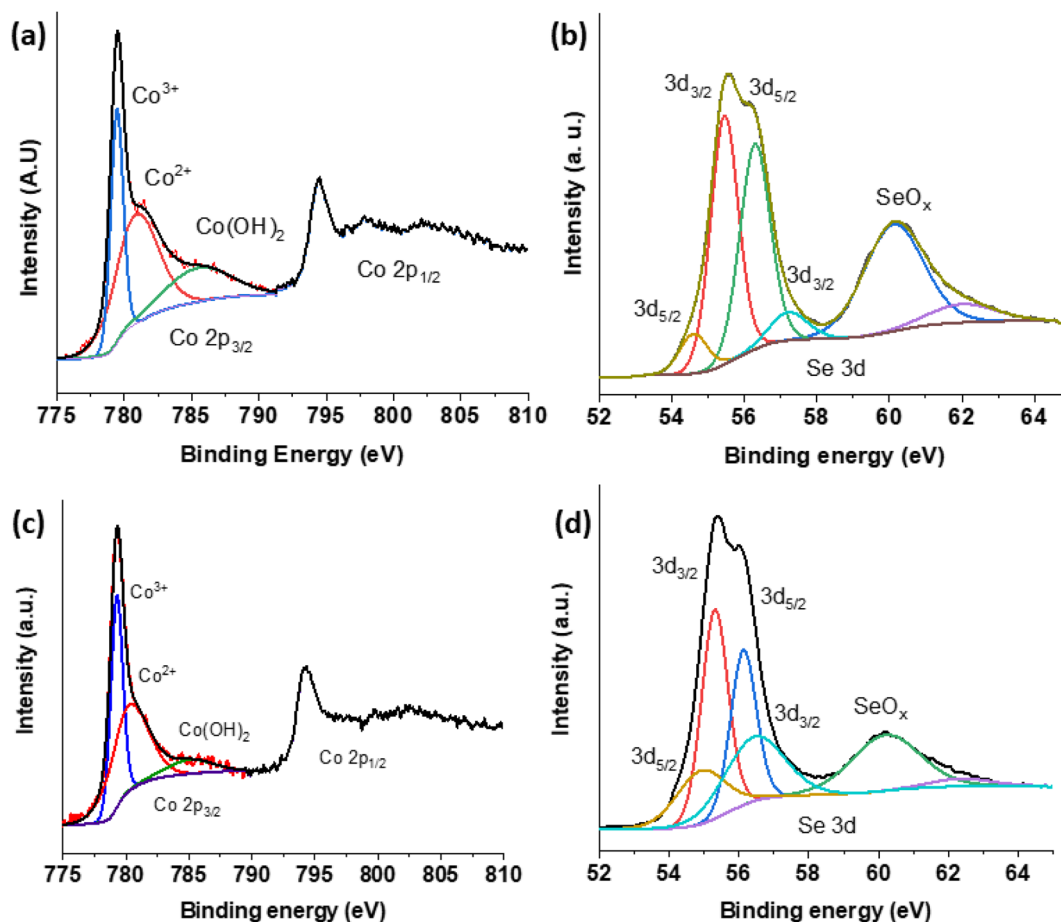 (a)
Co³⁺
Co²⁺
Co(OH)₂
Co 2p₁/₂
Co 2p₃/₂
Intensity (A.U)
775 780 785 790 795 800 805 810
Binding Energy (eV)
(b)
3d₃/₂
3d₅/₂
SeOₓ
3d₃/₂
3d₅/₂
Se 3d
Intensity (a. u.)
52 54 56 58 60 62 64
Binding energy (eV)
(c)
Co³⁺
Co²⁺
Co(OH)₂
Co 2p₁/₂
Co 2p₃/₂
Intensity (a.u.)
775 780 785 790 795 800 805 810
Binding energy (eV)
(d)
3d₃/₂
3d₅/₂
3d₃/₂
SeOₓ
3d₅/₂
Se 3d
Intensity (a.u.)
52 54 56 58 60 62 64
Binding energy (eV)